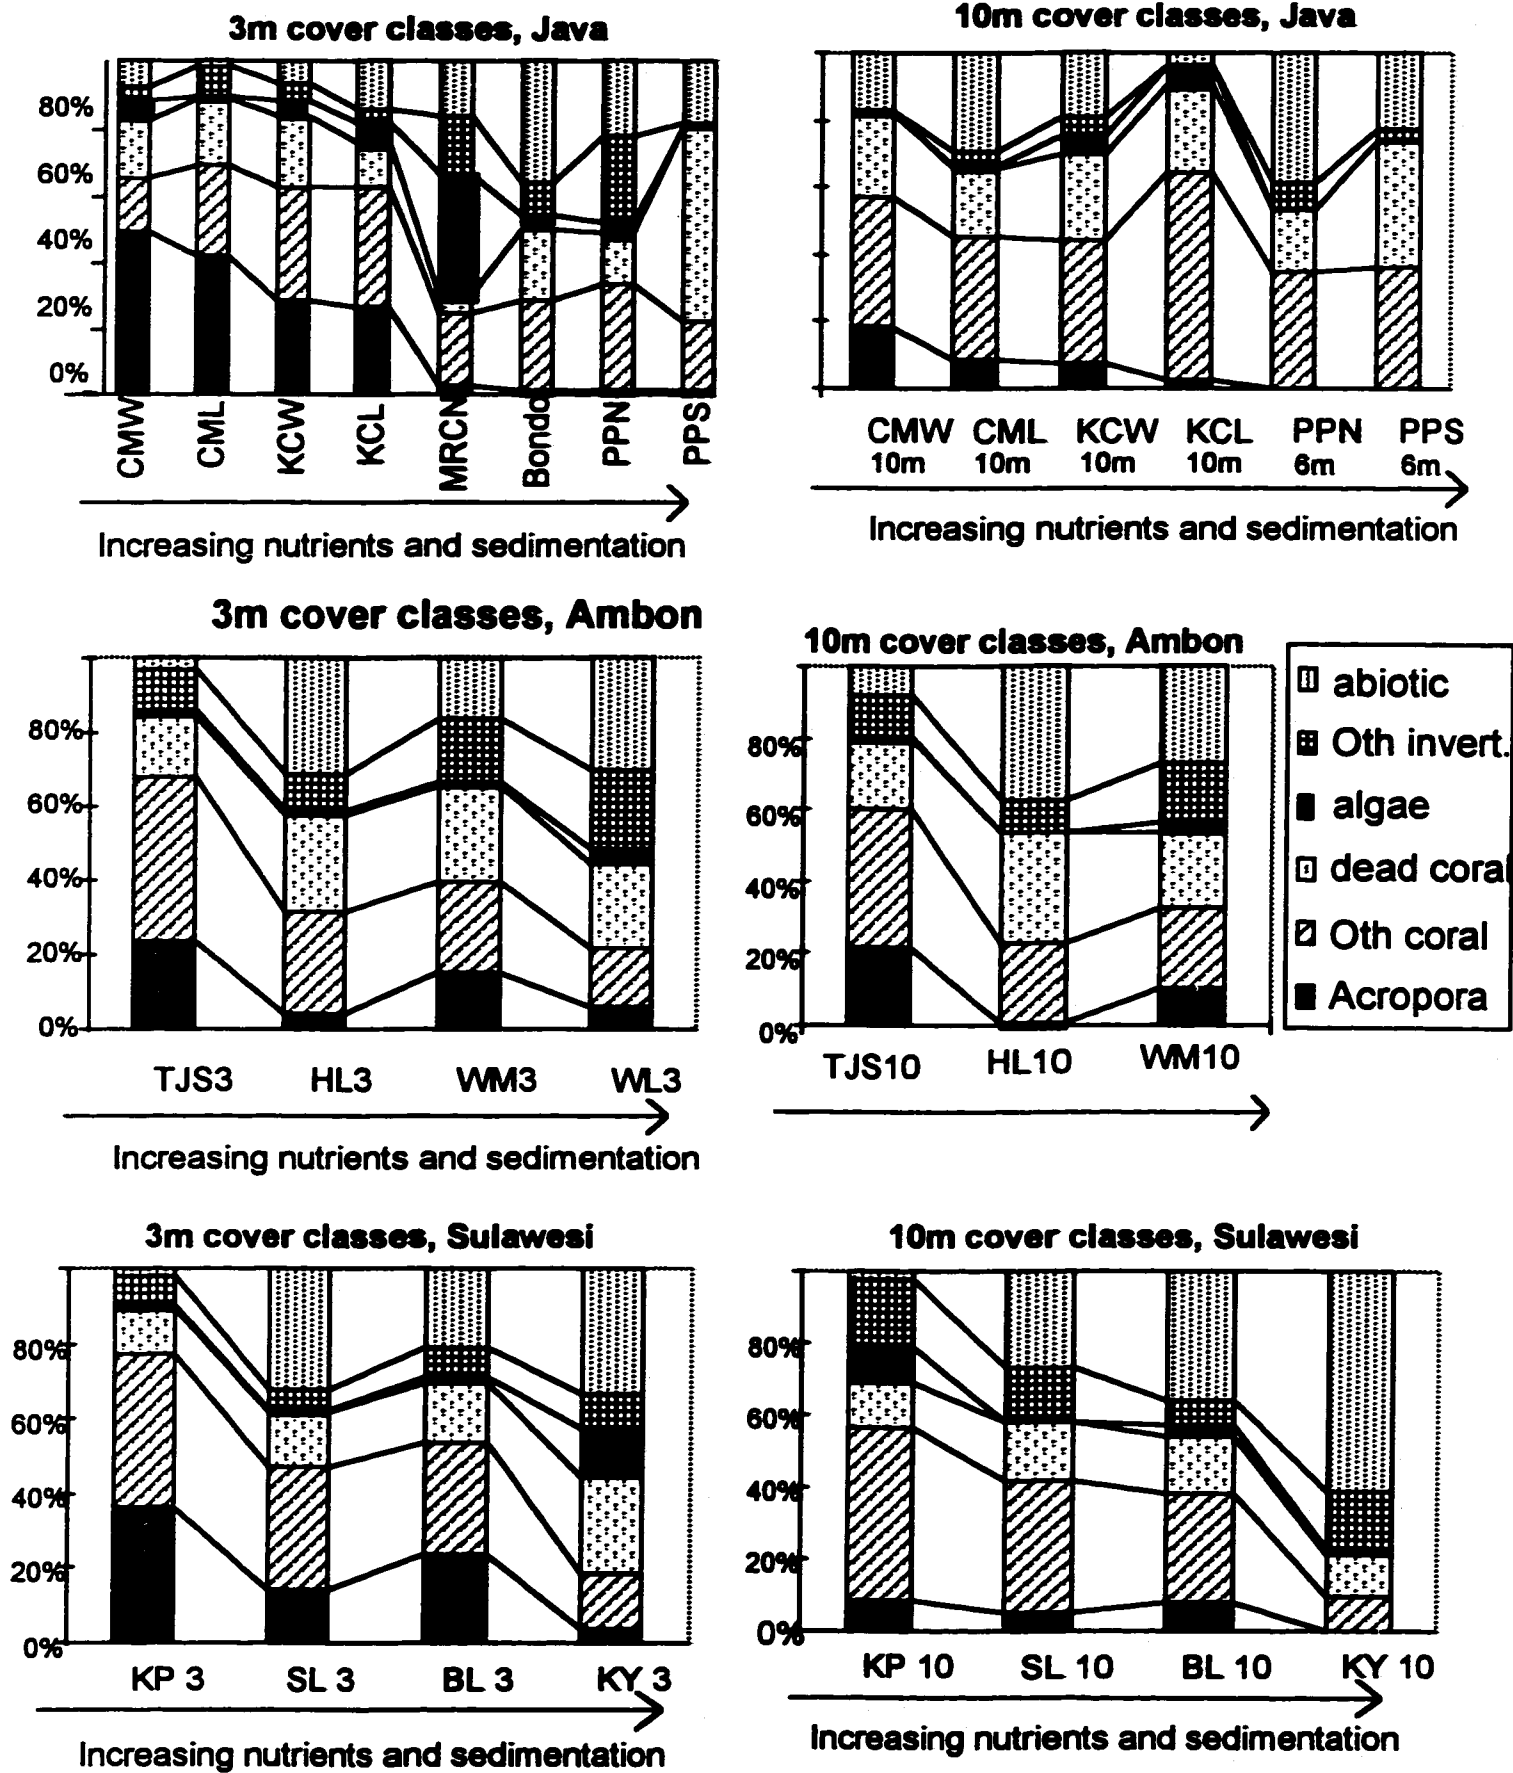 3m cover classes, Java
80%
60%
40%
20%
0%
CMW CML KCW KCL MRCN Bondo PPN PPS
Increasing nutrients and sedimentation
10m cover classes, Java
CMW CML KCW KCL PPN PPS
10m 10m 10m 10m 6m 6m
Increasing nutrients and sedimentation
3m cover classes, Ambon
80%
60%
40%
20%
0%
TJS3 HL3 WM3 WL3
Increasing nutrients and sedimentation
10m cover classes, Ambon
80%
60%
40%
20%
0%
TJS10 HL10 WM10
abiotic
Oth invert.
algae
dead coral
Oth coral
Acropora
3m cover classes, Sulawesi
80%
60%
40%
20%
0%
KP 3 SL 3 BL 3 KY 3
Increasing nutrients and sedimentation
10m cover classes, Sulawesi
80%
60%
40%
20%
0%
KP 10 SL 10 BL 10 KY 10
Increasing nutrients and sedimentation